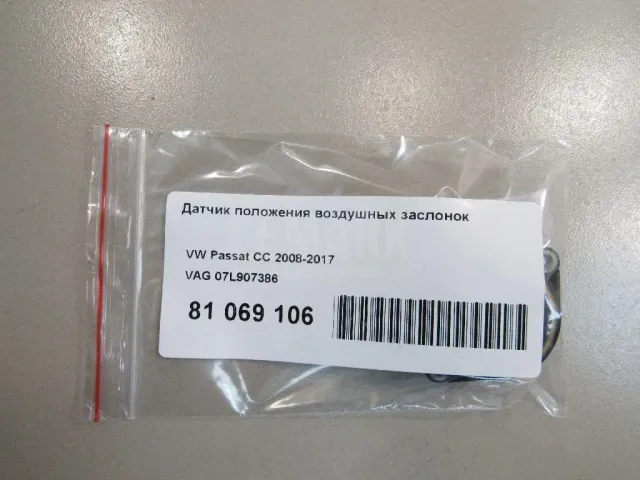 Датчик положения воздушных заслонок
VW Passat CC 2008-2017
VAG 07L907386
81 069 106